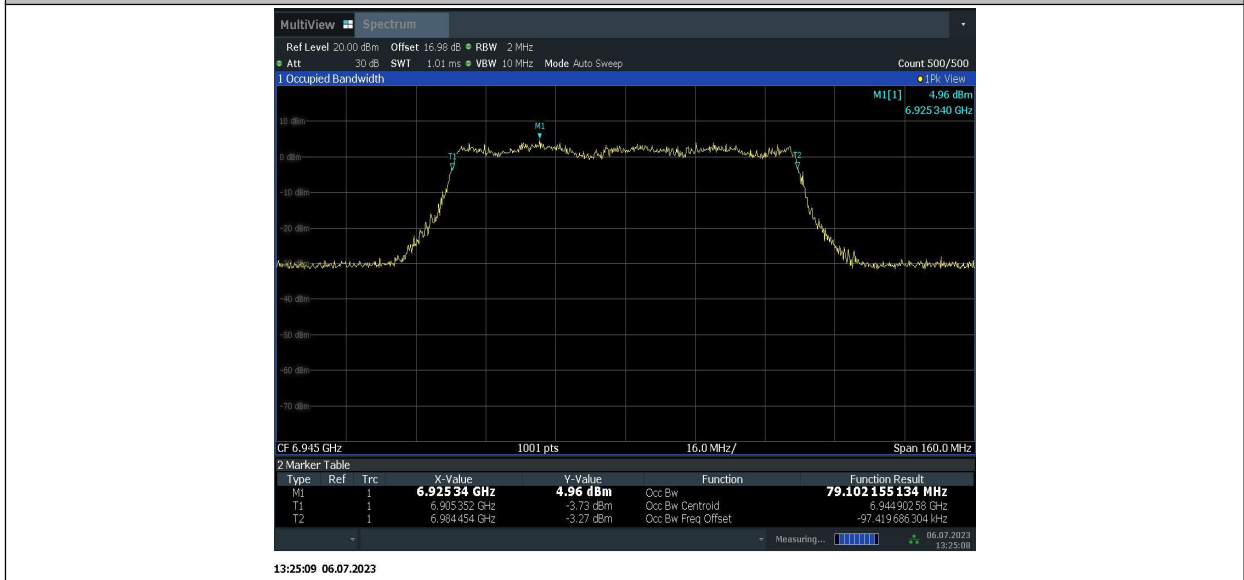 MultiView Spectrum
Ref Level 20.00 dBm Offset 16.98 dB RBW 2 MHz
Att 30 dB SWT 1.01 ms VBW 10 MHz Mode Auto Sweep Count 500/500
1 Occupied Bandwidth 1Pk View
M1[1] 4.96 dBm
6.925 340 GHz
10 dBm
M1
0 dBm
T1
T2
-10 dBm
-20 dBm
-40 dBm
-50 dBm
-60 dBm
-70 dBm
CF 6.945 GHz 1001 pts 16.0 MHz/ Span 160.0 MHz
2 Marker Table
Type Ref Trc X-Value Y-Value Function Function Result
M1 1 6.925 34 GHz 4.96 dBm Occ Bw 79.102 155 134 MHz
T1 1 6.905 352 GHz -3.73 dBm Occ Bw Centroid 6.944 902 58 GHz
T2 1 6.984 454 GHz -3.27 dBm Occ Bw Freq Offset -97.419 686 304 kHz
Measuring... 06.07.2023
13:25:08
13:25:09 06.07.2023